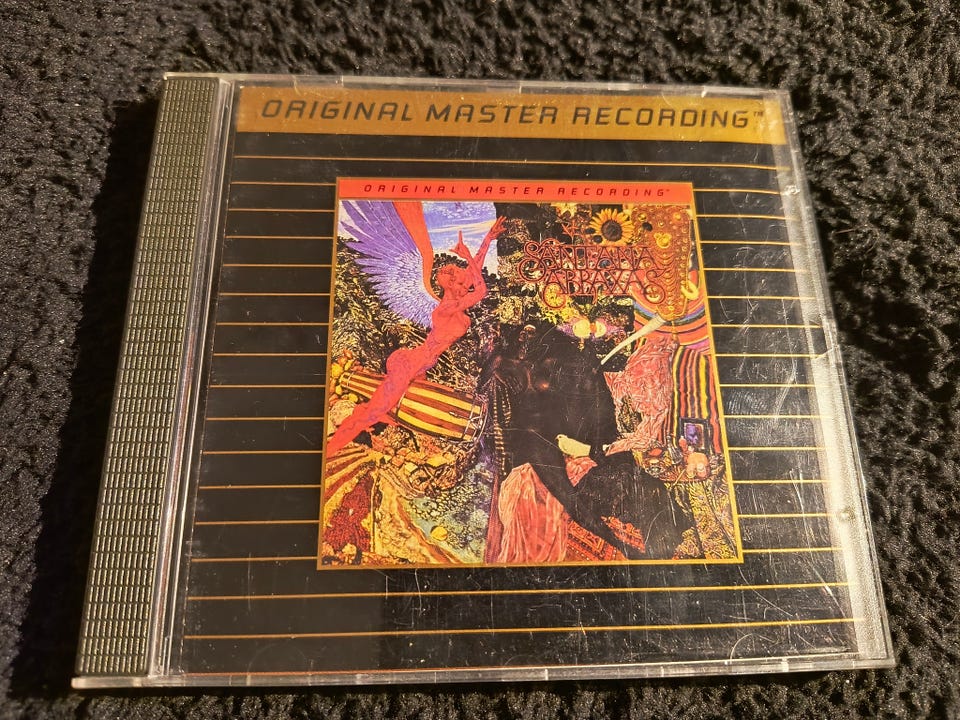 ORIGINAL MASTER RECORDING™
ORIGINAL MASTER RECORDING™
SANTANA
ABRAXAS